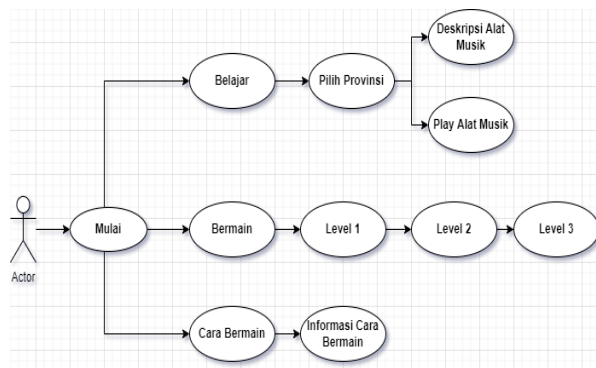 Deskripsi Alat
Musik
Belajar
Pilih Provinsi
Play Alat Musik
Mulai
Bermain
Level 1
Level 2
Level 3
Actor
Cara Bermain
Informasi Cara
Bermain